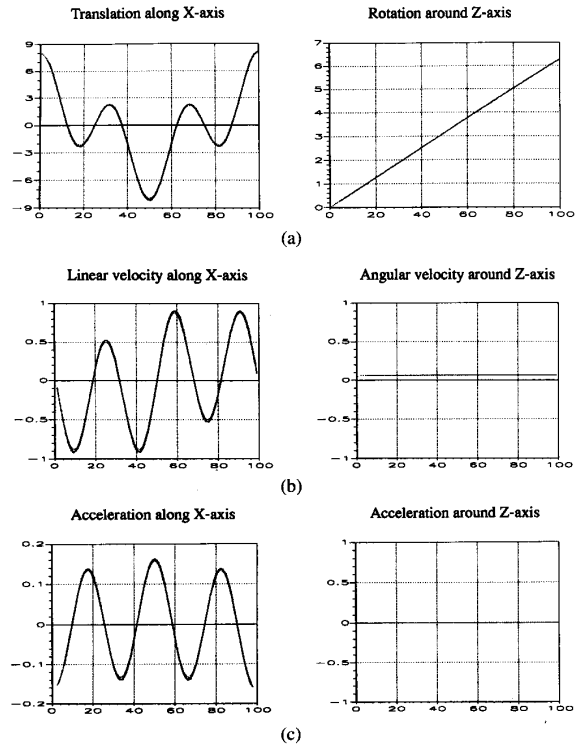 Translation along X-axis
Rotation around Z-axis
9
3
0
-3
-6
-9
0 20 40 60 80 100
7
6
5
4
3
2
1
0
0 20 40 60 80 100
(a)
Linear velocity along X-axis
Angular velocity around Z-axis
1
0.5
0
-0.5
-1
0 20 40 60 80 100
1
0.5
0
-0.5
-1
0 20 40 60 80 100
(b)
Acceleration along X-axis
Acceleration around Z-axis
0.2
0.1
0
-0.1
-0.2
0 20 40 60 80 100
1
0.5
0
-0.5
-1
0 20 40 60 80 100
(c)